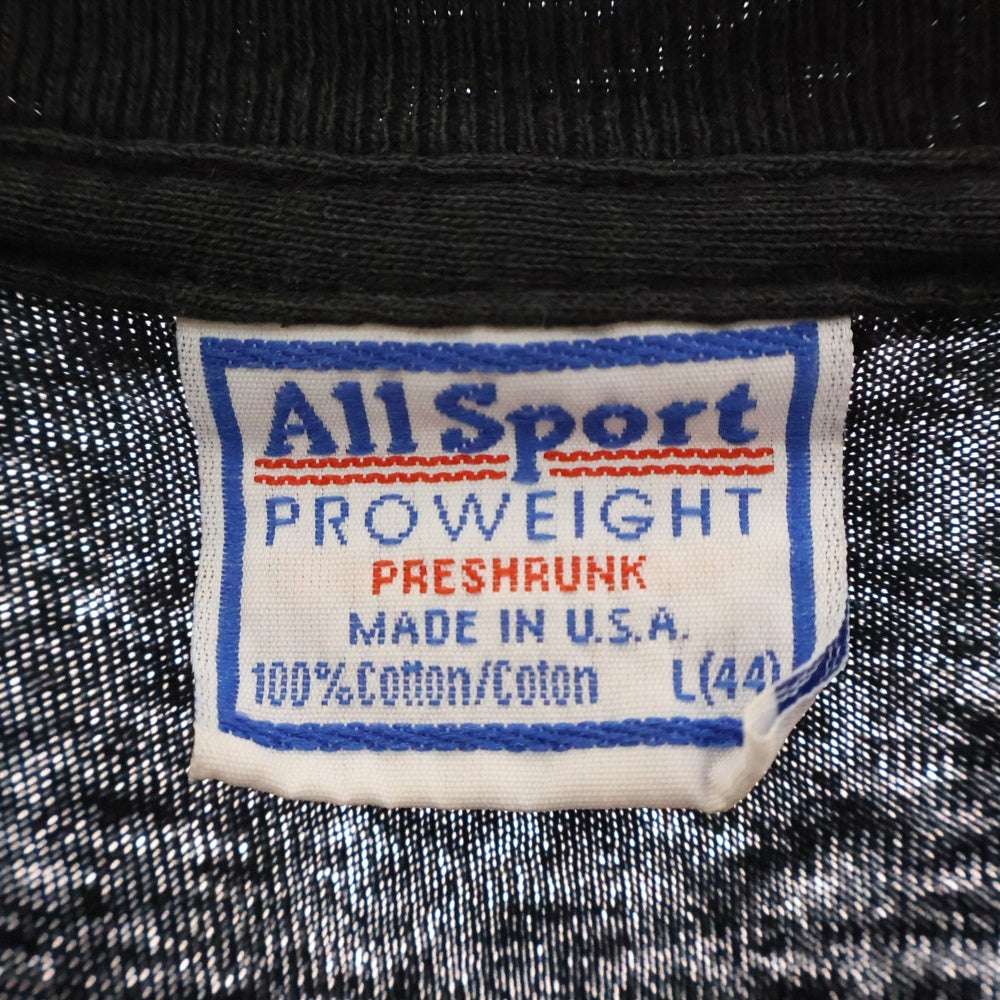 All Sport
PROWEIGHT
PRESHRUNK
MADE IN U.S.A.
100% Cotton/Coton L(44)